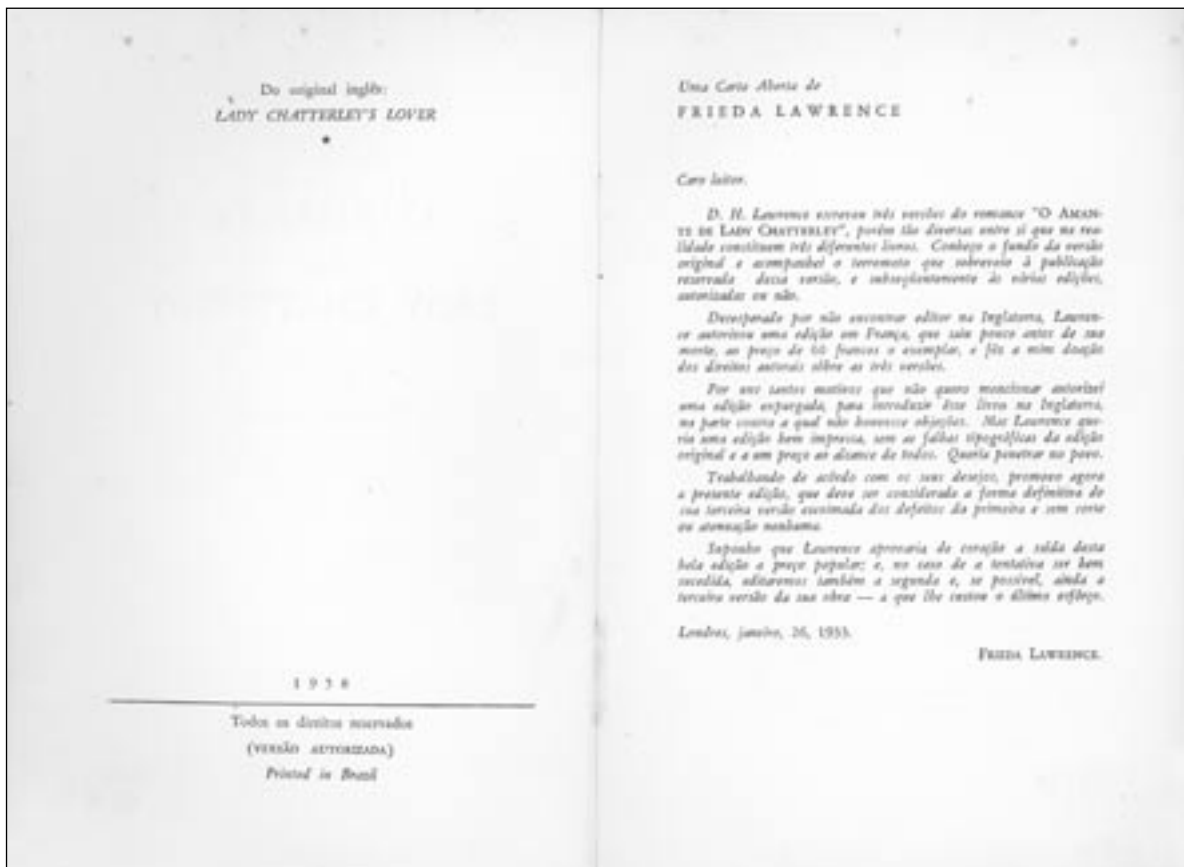 Do original inglês:
LADY CHATTERLEY'S LOVER
1958
Todos os direitos reservados
(VERSÃO AUTORIZADA)
Printed in Brazil
Uma Carta Aberta de
FRIEDA LAWRENCE
Caro leitor.
D. H. Lawrence escreveu três versões do romance "O AMAN-
TE DE LADY CHATTERLEY", porém tão diversas entre si que na rea-
lidade constituem três diferentes livros. Conheço o fundo da versão
original e acompanhei o terremoto que sobreveio à publicação
reservada dessa versão, e subseqüentemente às várias edições,
autorizadas ou não.
Desesperado por não encontrar editor na Inglaterra, Lawren-
ce autorizou uma edição em França, que saiu pouco antes de sua
morte, ao preço de 60 francos o exemplar, e fêz a mim doação
dos direitos autorais sôbre as três versões.
Por uns tantos motivos que não quero mencionar autorizei
uma edição expurgada, para introduzir êsse livro na Inglaterra,
na parte contra a qual não houvesse objeções. Mas Lawrence que-
ria uma edição bem impressa, sem as falhas tipográficas da edição
original e a um preço ao alcance de todos. Queria penetrar no povo.
Trabalhando de acôrdo com os seus desejos, promovo agora
a presente edição, que deve ser considerada a forma definitiva de
sua terceira versão escoimada dos defeitos da primeira e sem corte
ou atenuação nenhuma.
Suponho que Lawrence aprovaria de coração a saída desta
bela edição a preço popular; e, no caso de a tentativa ser bem
sucedida, editaremos também a segunda e, se possível, ainda a
terceira versão da sua obra — a que lhe custou o último esfôrço.
Londres, janeiro, 26, 1933.
FRIEDA LAWRENCE.